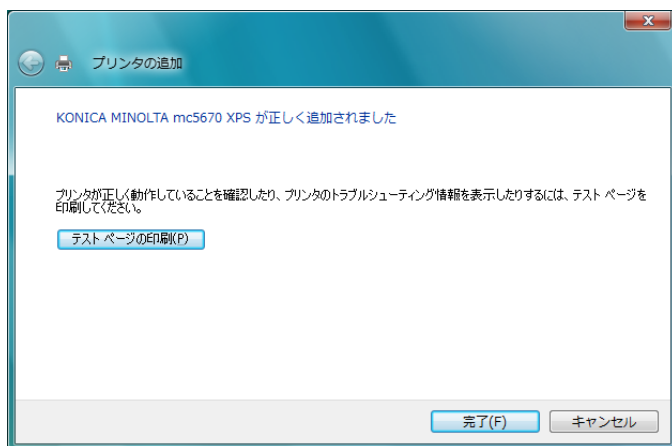 プリンタの追加
KONICA MINOLTA mc5670 XPS が正しく追加されました
プリンタが正しく動作していることを確認したり、プリンタのトラブルシューティング情報を表示したりするには、テスト ページを
印刷してください。
テスト ページの印刷(P)
完了(F)
キャンセル